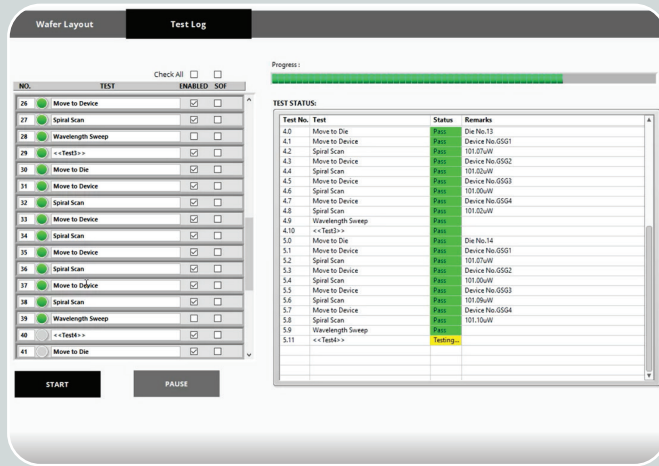 Wafer Layout Test Log
Progress :
Check All
NO. TEST ENABLED SOF
26 Move to Device
27 Spiral Scan
28 Wavelength Sweep
29 <<Test3>>
30 Move to Die
31 Move to Device
32 Spiral Scan
33 Move to Device
34 Spiral Scan
35 Move to Device
36 Spiral Scan
37 Move to Device
38 Spiral Scan
39 Wavelength Sweep
40 <<Test4>>
41 Move to Die
START PAUSE
TEST STATUS:
Test No. Test Status Remarks
4.0 Move to Die Pass Die No.13
4.1 Move to Device Pass Device No.GSG1
4.2 Spiral Scan Pass 101.07uW
4.3 Move to Device Pass Device No.GSG2
4.4 Spiral Scan Pass 101.02uW
4.5 Move to Device Pass Device No.GSG3
4.6 Spiral Scan Pass 101.00uW
4.7 Move to Device Pass Device No.GSG4
4.8 Spiral Scan Pass 101.02uW
4.9 Wavelength Sweep Pass
4.10 <<Test3>> Pass
5.0 Move to Die Pass Die No.14
5.1 Move to Device Pass Device No.GSG1
5.2 Spiral Scan Pass 101.07uW
5.3 Move to Device Pass Device No.GSG2
5.4 Spiral Scan Pass 101.00uW
5.5 Move to Device Pass Device No.GSG3
5.6 Spiral Scan Pass 101.09uW
5.7 Move to Device Pass Device No.GSG4
5.8 Spiral Scan Pass 101.10uW
5.9 Wavelength Sweep Pass
5.11 <<Test4>> Testing...